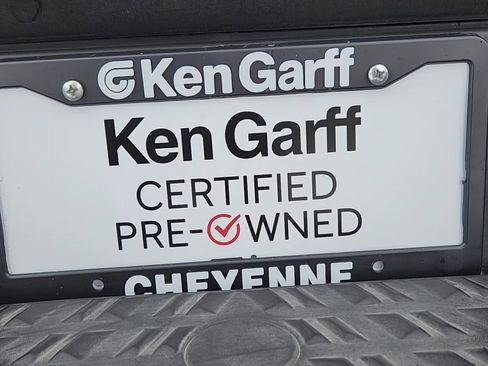 Ken Garff
Ken Garff
CERTIFIED
PRE-OWNED
CHEYENNE